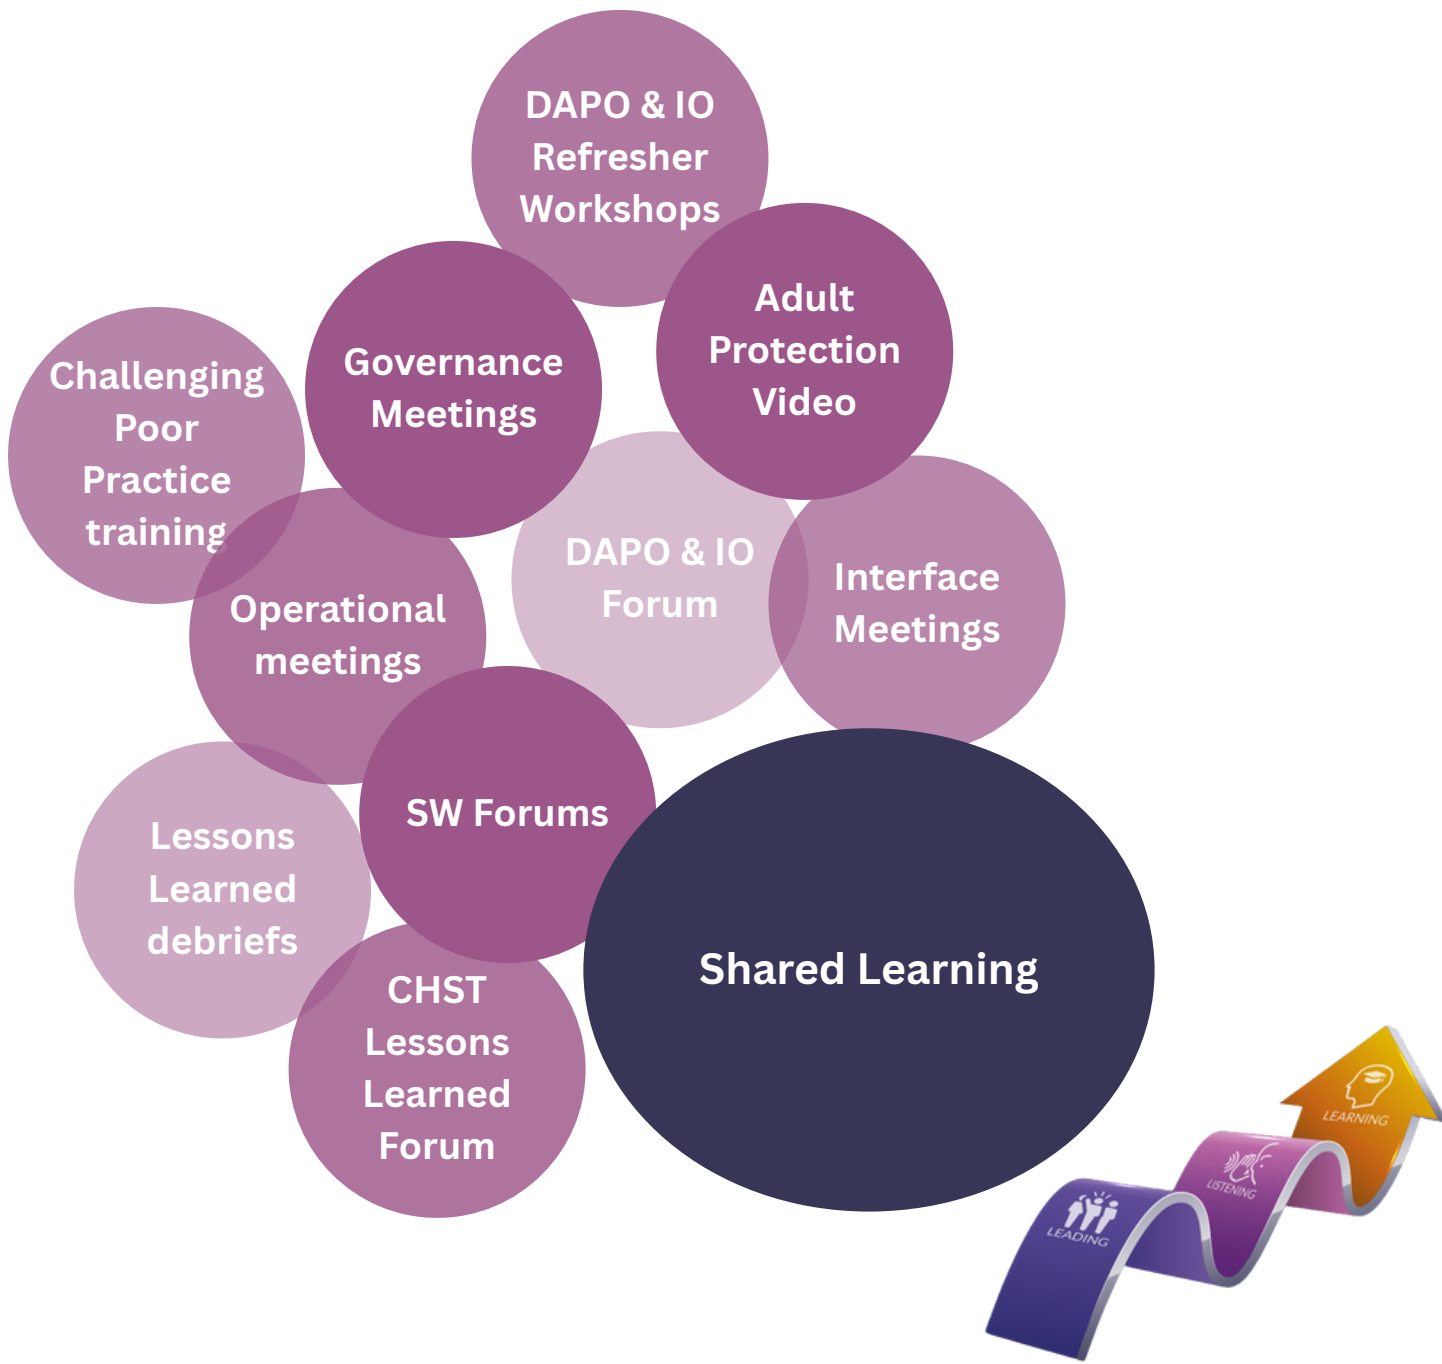 DAPO & IO
Refresher
Workshops
Adult
Protection
Video
Governance
Meetings
Challenging
Poor
Practice
training
DAPO & IO
Forum
Interface
Meetings
Operational
meetings
SW Forums
Lessons
Learned
debriefs
Shared Learning
CHST
Lessons
Learned
Forum
LEARNING
LISTENING
LEADING